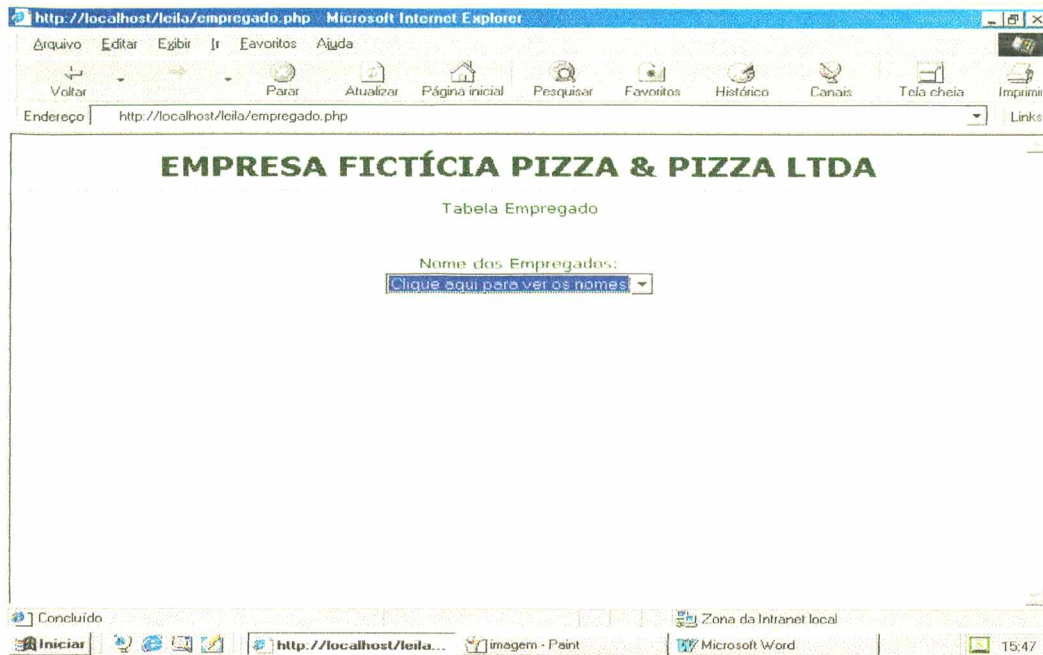 http://localhost/leila/empregado.php Microsoft Internet Explorer
Arquivo Editar Exibir Ir Favoritos Ajuda
Voltar Parar Atualizar Página inicial Pesquisar Favoritos Histórico Canais Tela cheia Imprimir
Endereço http://localhost/leila/empregado.php Links
EMPRESA FICTÍCIA PIZZA & PIZZA LTDA
Tabela Empregado
Nome dos Empregados:
Clique aqui para ver os nomes
Concluído Zona da Intranet local
Iniciar http://localhost/leila... imagem - Paint Microsoft Word 15:47